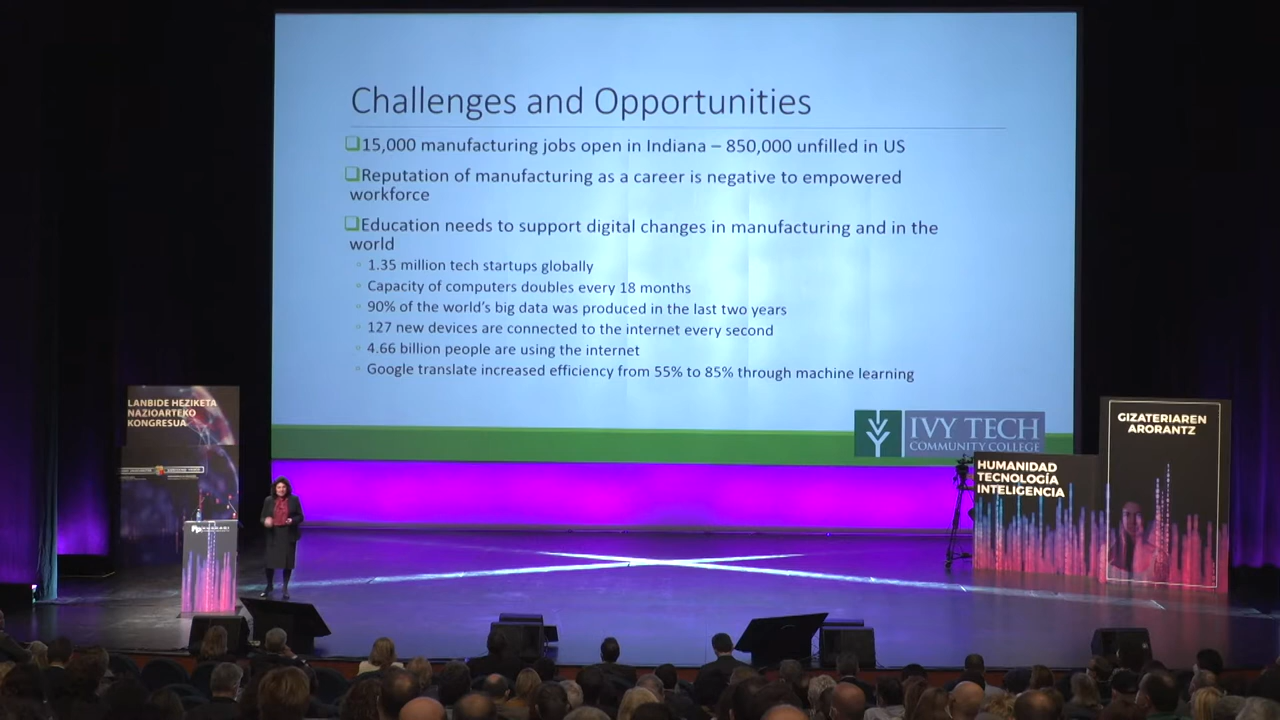 Challenges and Opportunities
15,000 manufacturing jobs open in Indiana – 850,000 unfilled in US
Reputation of manufacturing as a career is negative to empowered
workforce
Education needs to support digital changes in manufacturing and in the
world
1.35 million tech startups globally
Capacity of computers doubles every 18 months
90% of the world's big data was produced in the last two years
127 new devices are connected to the internet every second
4.66 billion people are using the internet
Google translate increased efficiency from 55% to 85% through machine learning
IVY TECH
COMMUNITY COLLEGE
LANBIDE HEZIKETA
NAZIOARTEKO
KONGRESUA
GIZATERIAREN
ARORANTZ
HUMANIDAD
TECNOLOGÍA
INTELIGENCIA